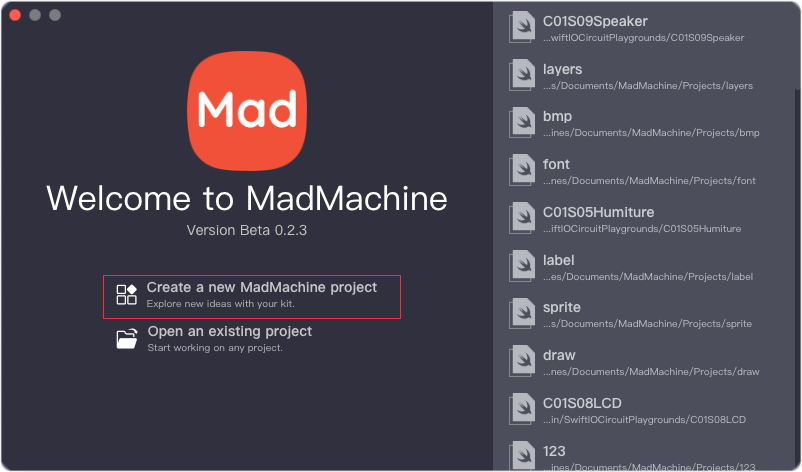 Mad
Welcome to MadMachine
Version Beta 0.2.3
Create a new MadMachine project
Explore new ideas with your kit.
Open an existing project
Start working on any project.
C01S09Speaker
...wiftIOCircuitPlaygrounds/C01S09Speaker
layers
...s/Documents/MadMachine/Projects/layers
bmp
...ines/Documents/MadMachine/Projects/bmp
font
...nes/Documents/MadMachine/Projects/font
C01S05Humiture
...iftIOCircuitPlaygrounds/C01S05Humiture
label
...es/Documents/MadMachine/Projects/label
sprite
...s/Documents/MadMachine/Projects/sprite
draw
...nes/Documents/MadMachine/Projects/draw
C01S08LCD
...in/SwiftIOCircuitPlaygrounds/C01S08LCD
123
...ines/Documents/MadMachine/Projects/123